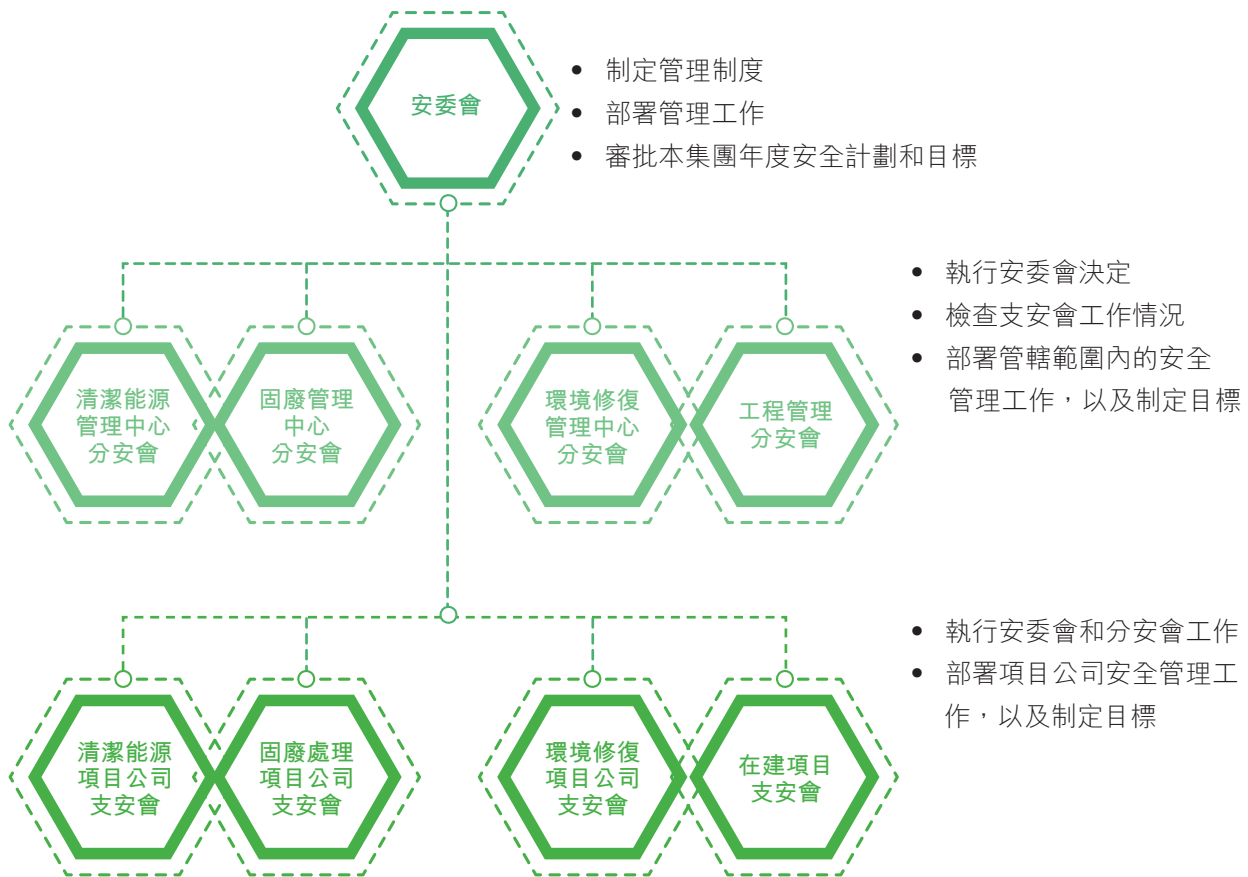 安委會
• 制定管理制度
• 部署管理工作
• 審批本集團年度安全計劃和目標
清潔能源
管理中心
分安會
固廢管理
中心
分安會
環境修復
管理中心
分安會
工程管理
分安會
• 執行安委會決定
• 檢查支安會工作情況
• 部署管轄範圍內的安全
管理工作，以及制定目標
清潔能源
項目公司
支安會
固廢處理
項目公司
支安會
環境修復
項目公司
支安會
在建項目
支安會
• 執行安委會和分安會工作
• 部署項目公司安全管理工
作，以及制定目標